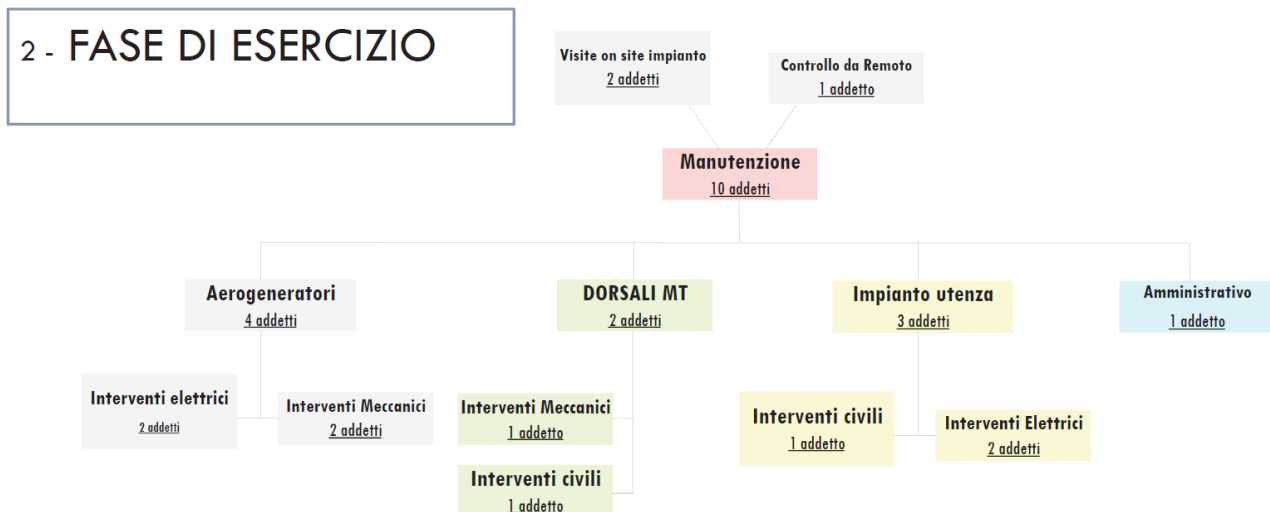 2 - FASE DI ESERCIZIO
Visite on site impianto
2 addetti
Controllo da Remoto
1 addetto
Manutenzione
10 addetti
Aerogeneratori
4 addetti
DORSALI MT
2 addetti
Impianto utenza
3 addetti
Amministrativo
1 addetto
Interventi elettrici
2 addetti
Interventi Meccanici
2 addetti
Interventi Meccanici
1 addetto
Interventi civili
1 addetto
Interventi civili
1 addetto
Interventi Elettrici
2 addetti